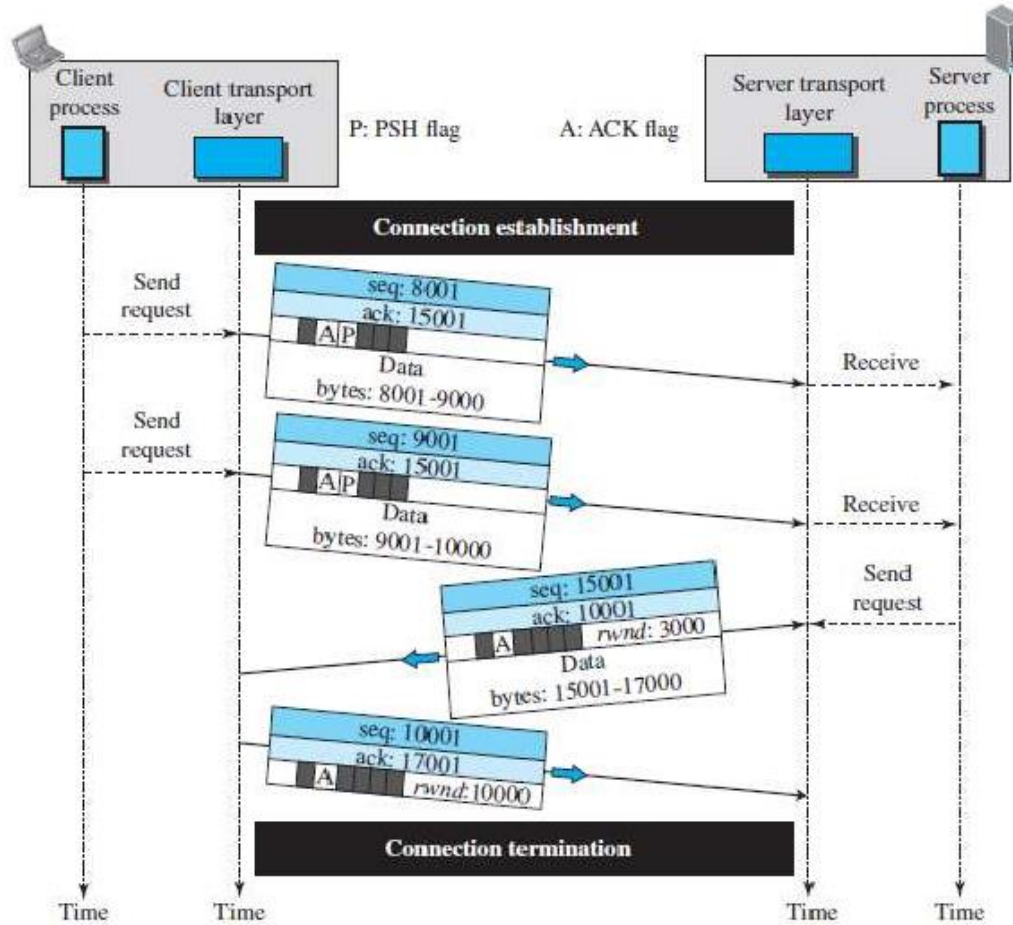 Client
process
Client transport
layer
P: PSH flag
A: ACK flag
Server transport
layer
Server
process
Connection establishment
Send
request
seq: 8001
ack: 15001
A P
Data
bytes: 8001-9000
Receive
Send
request
seq: 9001
ack: 15001
A P
Data
bytes: 9001-10000
Receive
Send
request
seq: 15001
ack: 10001
A rwnd: 3000
Data
bytes: 15001-17000
seq: 10001
ack: 17001
A rwnd:10000
Connection termination
Time
Time
Time
Time